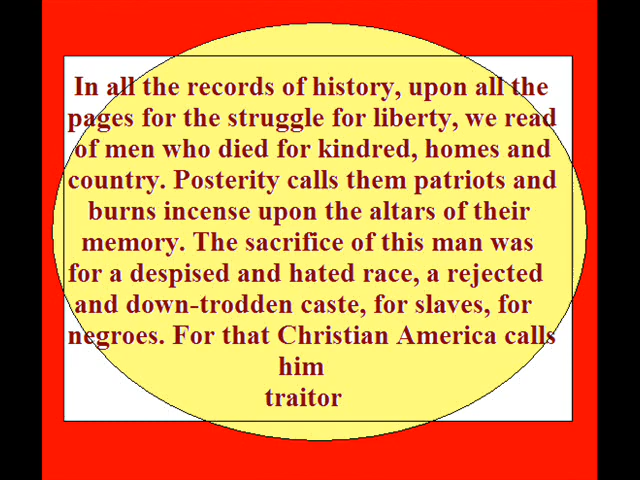 In all the records of history, upon all the
pages for the struggle for liberty, we read
of men who died for kindred, homes and
country. Posterity calls them patriots and
burns incense upon the altars of their
memory. The sacrifice of this man was
for a despised and hated race, a rejected
and down-trodden caste, for slaves, for
negroes. For that Christian America calls
him
traitor